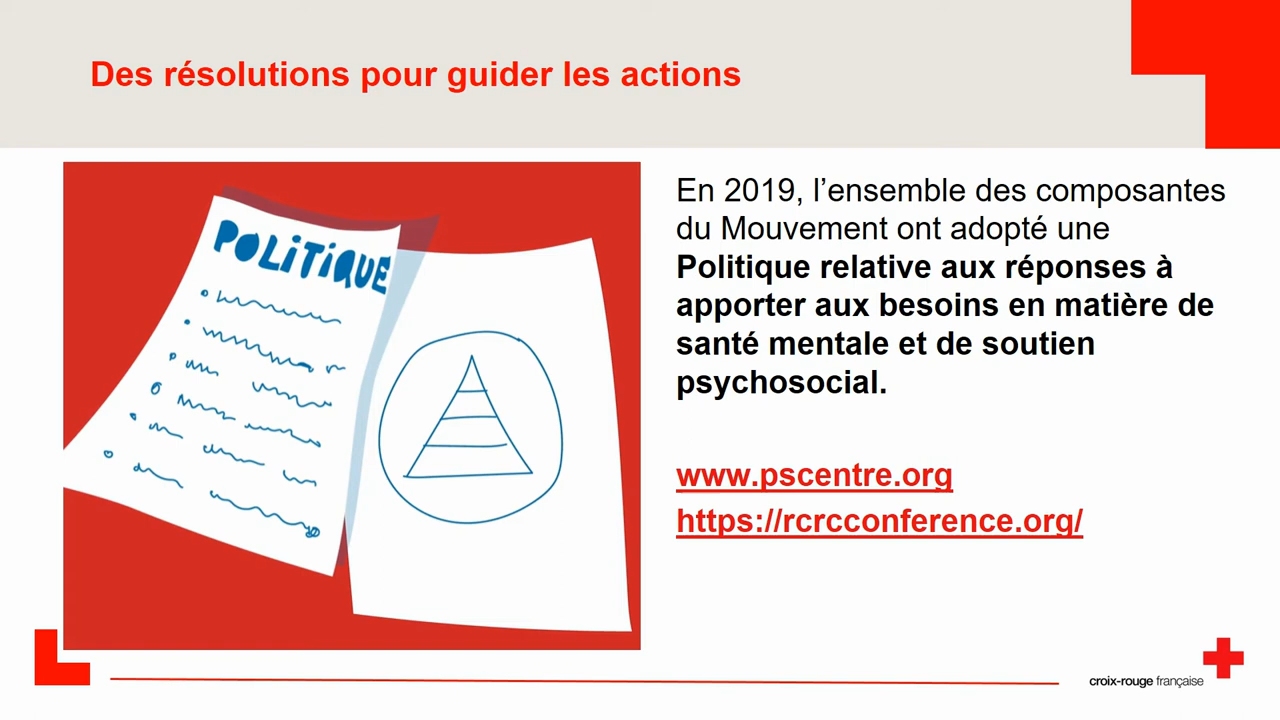 Des résolutions pour guider les actions
POLITIQUE
En 2019, l’ensemble des composantes
du Mouvement ont adopté une
Politique relative aux réponses à
apporter aux besoins en matière de
santé mentale et de soutien
psychosocial.
www.pscentre.org
https://rcrcconference.org/
croix-rouge française